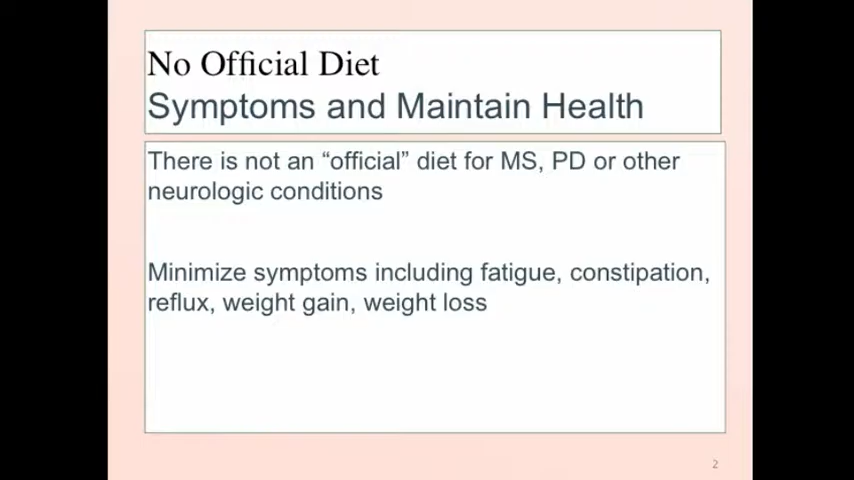 No Official Diet
Symptoms and Maintain Health
There is not an “official” diet for MS, PD or other
neurologic conditions
Minimize symptoms including fatigue, constipation,
reflux, weight gain, weight loss
2